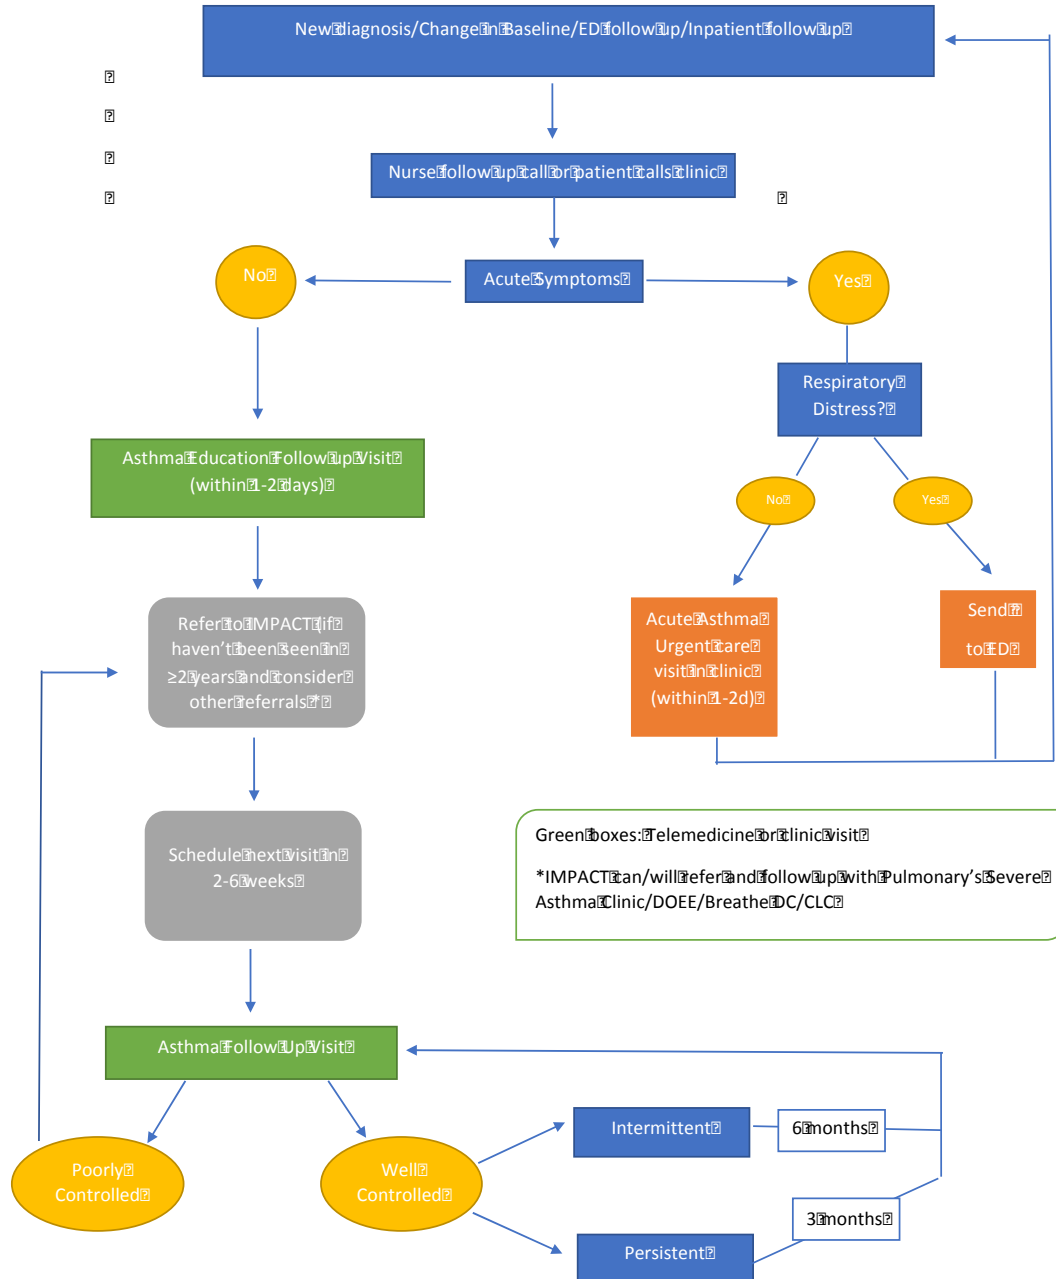 New diagnosis/Change in Baseline/ED follow up/Inpatient follow up
Nurse follow up call or patient calls clinic
No
Acute Symptoms
Yes
Respiratory
Distress?
Asthma Education Follow up Visit
(within 1-2 days)
No
Yes
Refer to IMPACT (if
haven't been seen in
≥2 years and consider
other referrals *
Acute Asthma
Urgent care
visit in clinic
(within 1-2d)
Send
to ED
Schedule next visit in
2-6 weeks
Green boxes: Telemedicine or clinic visit
*IMPACT can/will refer and follow up with Pulmonary's Severe
Asthma Clinic/DOEE/Breathe DC/CLC
Asthma Follow Up Visit
Intermittent
6 months
Poorly
Controlled
Well
Controlled
3 months
Persistent